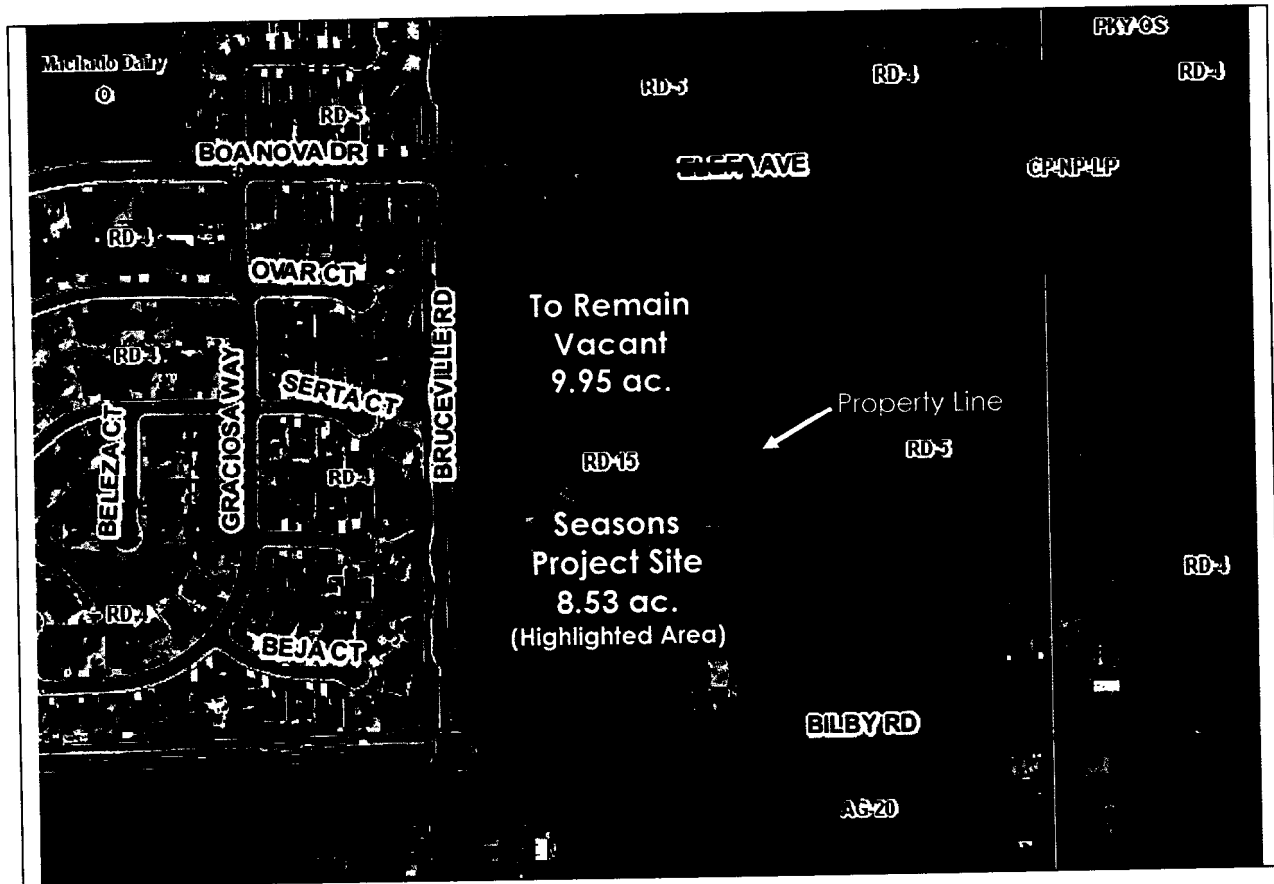 PKY-OS
Machado Dairy
RD-5
RD-4
RD-4
RD-5
BOA NOVA DR
AVE
CP-NP-LP
RD-4
OVAR CT
To Remain
Vacant
9.95 ac.
BRUCEVILLE RD
RD-4
GRACIOSA WAY
SERTA CT
Property Line
BELEZA CT
RD-4
RD-15
RD-5
Seasons
Project Site
8.53 ac.
(Highlighted Area)
RD-4
RD-4
BEJA CT
BILBY RD
AG-20